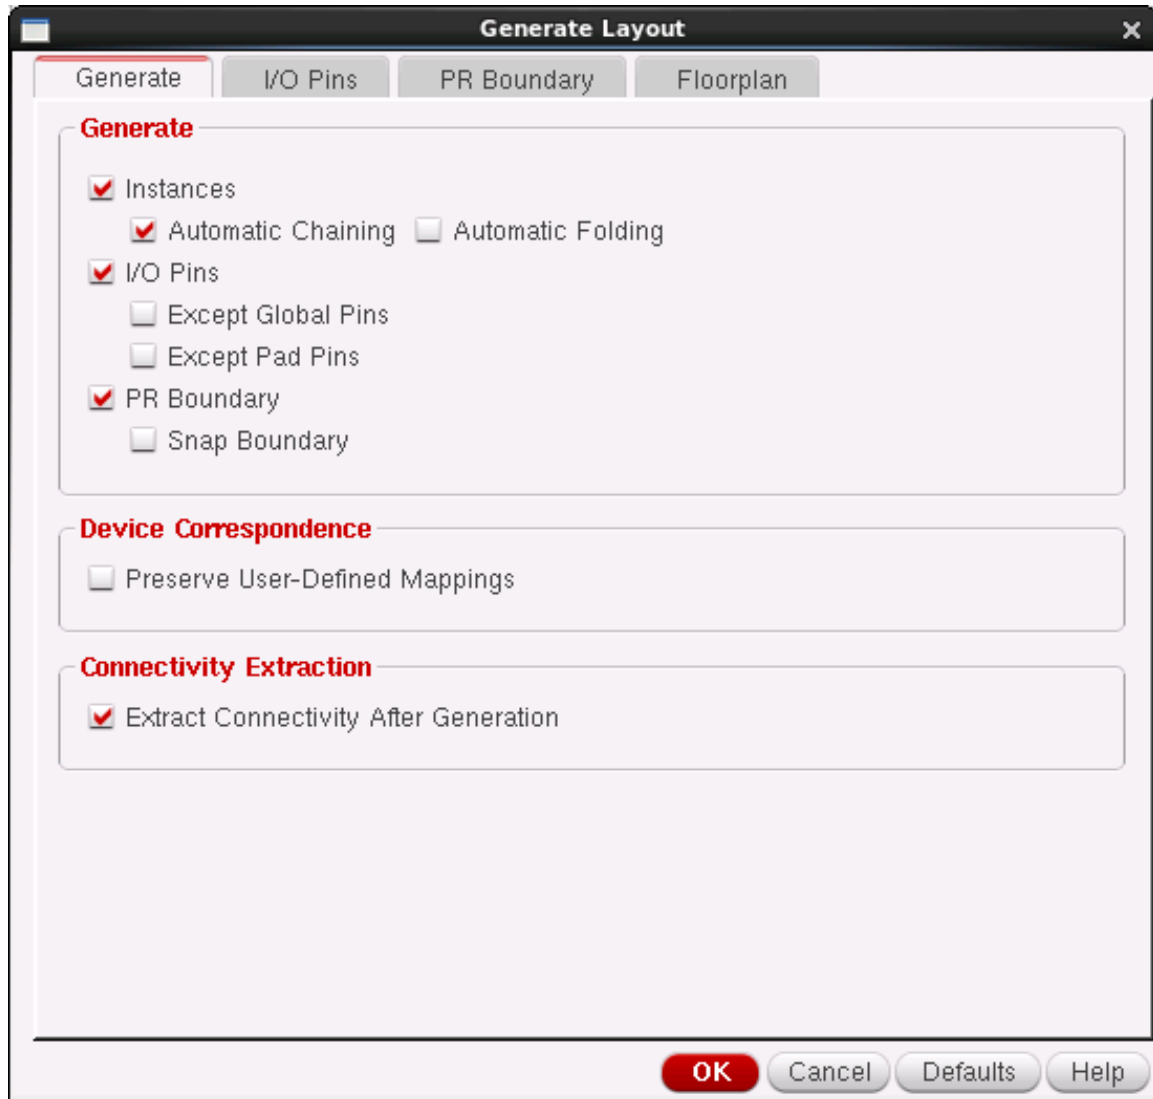 Generate Layout
Generate I/O Pins PR Boundary Floorplan
Generate
Instances
Automatic Chaining Automatic Folding
I/O Pins
Except Global Pins
Except Pad Pins
PR Boundary
Snap Boundary
Device Correspondence
Preserve User-Defined Mappings
Connectivity Extraction
Extract Connectivity After Generation
OK Cancel Defaults Help